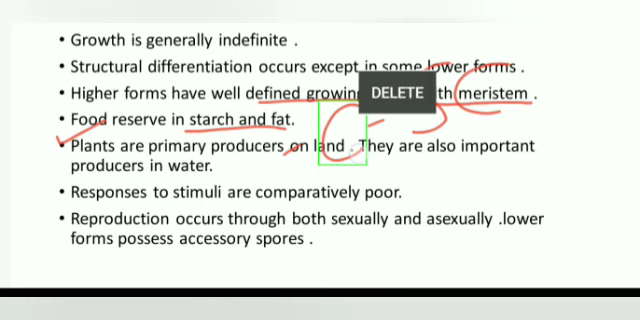 • Growth is generally indefinite .
• Structural differentiation occurs except in some lower forms .
• Higher forms have well defined growing DELETE th meristem .
• Food reserve in starch and fat.
• Plants are primary producers on land . They are also important
producers in water.
• Responses to stimuli are comparatively poor.
• Reproduction occurs through both sexually and asexually .lower
forms possess accessory spores .